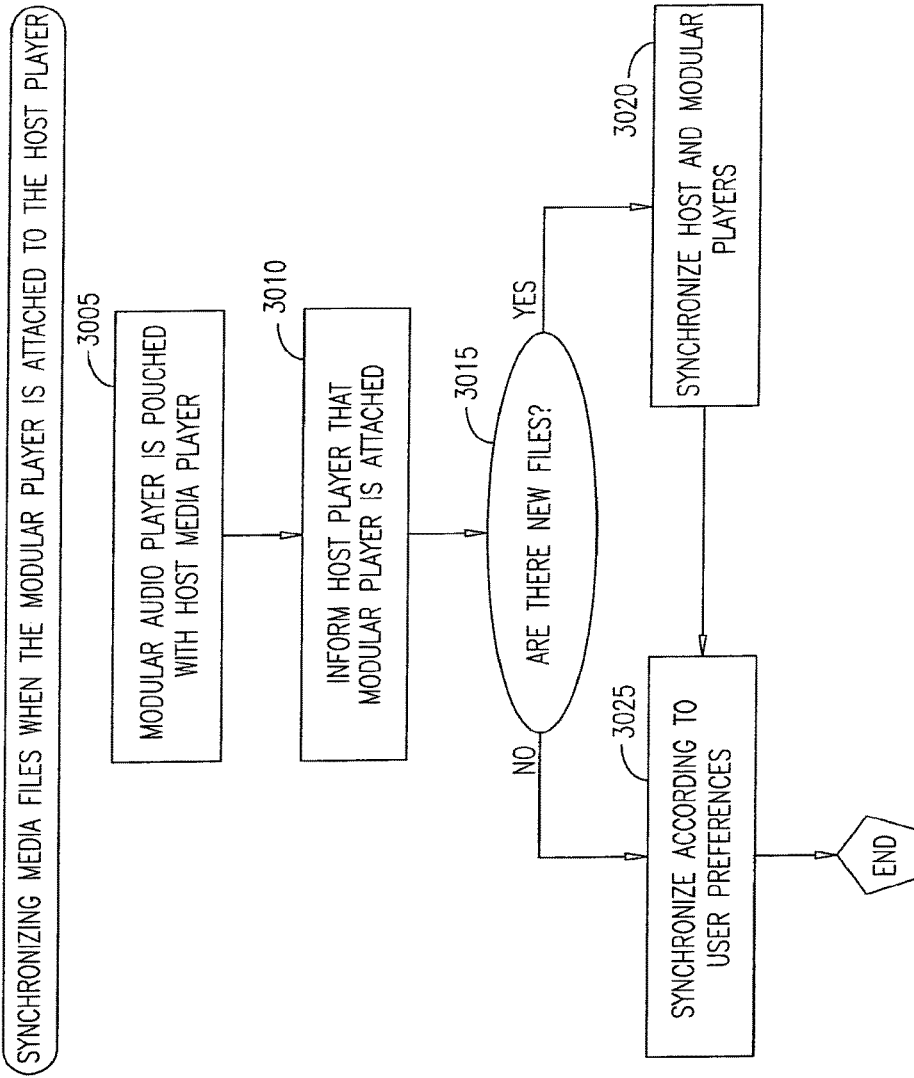 SYNCHRONIZING MEDIA FILES WHEN THE MODULAR PLAYER IS ATTACHED TO THE HOST PLAYER
3005
MODULAR AUDIO PLAYER IS POUCHED
WITH HOST MEDIA PLAYER
3010
INFORM HOST PLAYER THAT
MODULAR PLAYER IS ATTACHED
3015
ARE THERE NEW FILES?
NO
YES
3025
SYNCHRONIZE ACCORDING TO
USER PREFERENCES
3020
SYNCHRONIZE HOST AND MODULAR
PLAYERS
END